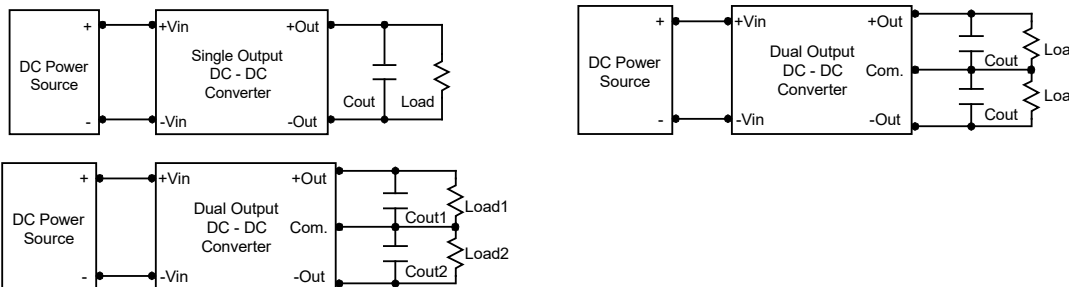 + +Vin +Out
Single Output
DC - DC
Converter
DC Power
Source
Cout Load
- -Vin -Out
+ +Vin +Out
Dual Output
DC - DC
Converter
DC Power
Source
Com.
Cout
Cout
- -Vin -Out
+ +Vin +Out
Dual Output
DC - DC
Converter
DC Power
Source
Com.
Load1
Cout1
Load2
Cout2
- -Vin -Out